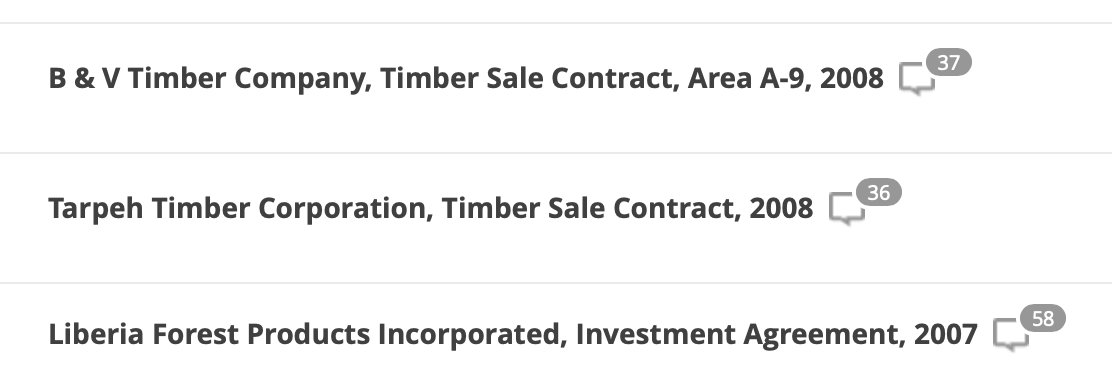 B & V Timber Company, Timber Sale Contract, Area A-9, 2008 37
Tarpeh Timber Corporation, Timber Sale Contract, 2008 36
Liberia Forest Products Incorporated, Investment Agreement, 2007 58